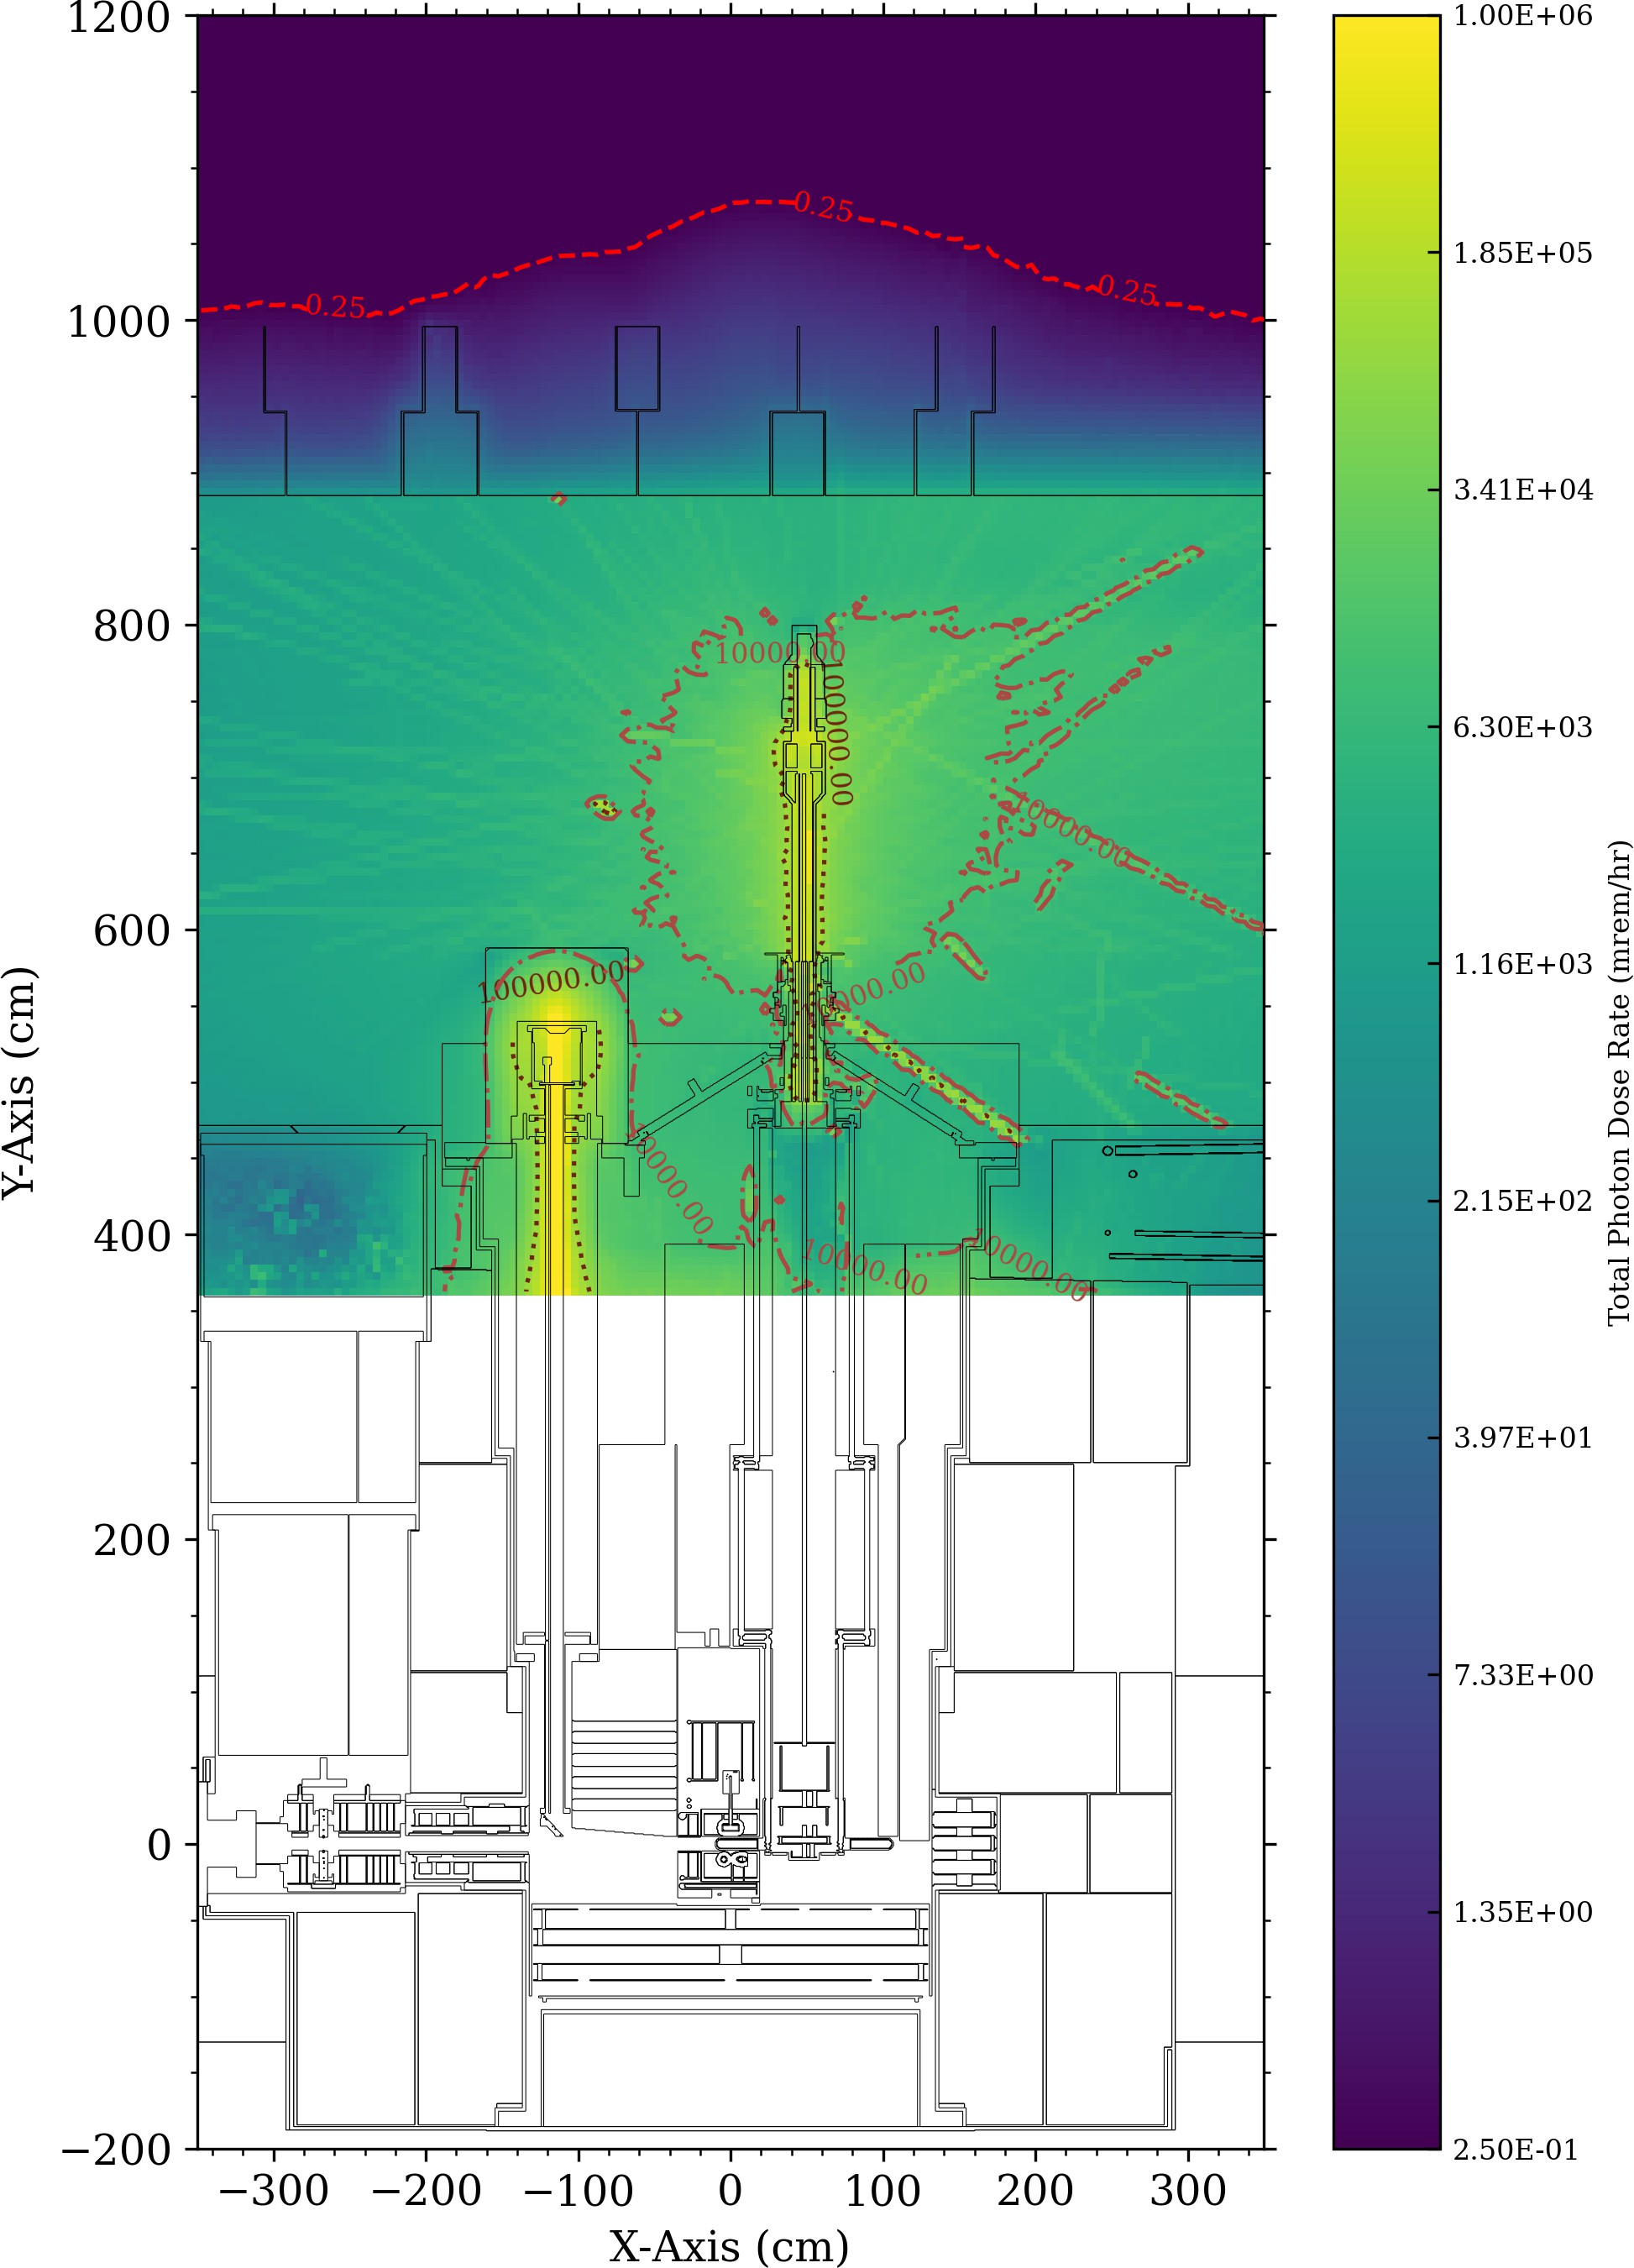 1200
1000
800
600
400
200
0
−200
Y-Axis (cm)
−300
−200
−100
0
100
200
300
X-Axis (cm)
0.25
0.25
0.25
10000.00
100000.00
10000.00
100000.00
10000.00
10000.00
10000.00
10000.00
1.00E+06
1.85E+05
3.41E+04
6.30E+03
1.16E+03
2.15E+02
3.97E+01
7.33E+00
1.35E+00
2.50E-01
Total Photon Dose Rate (mrem/hr)